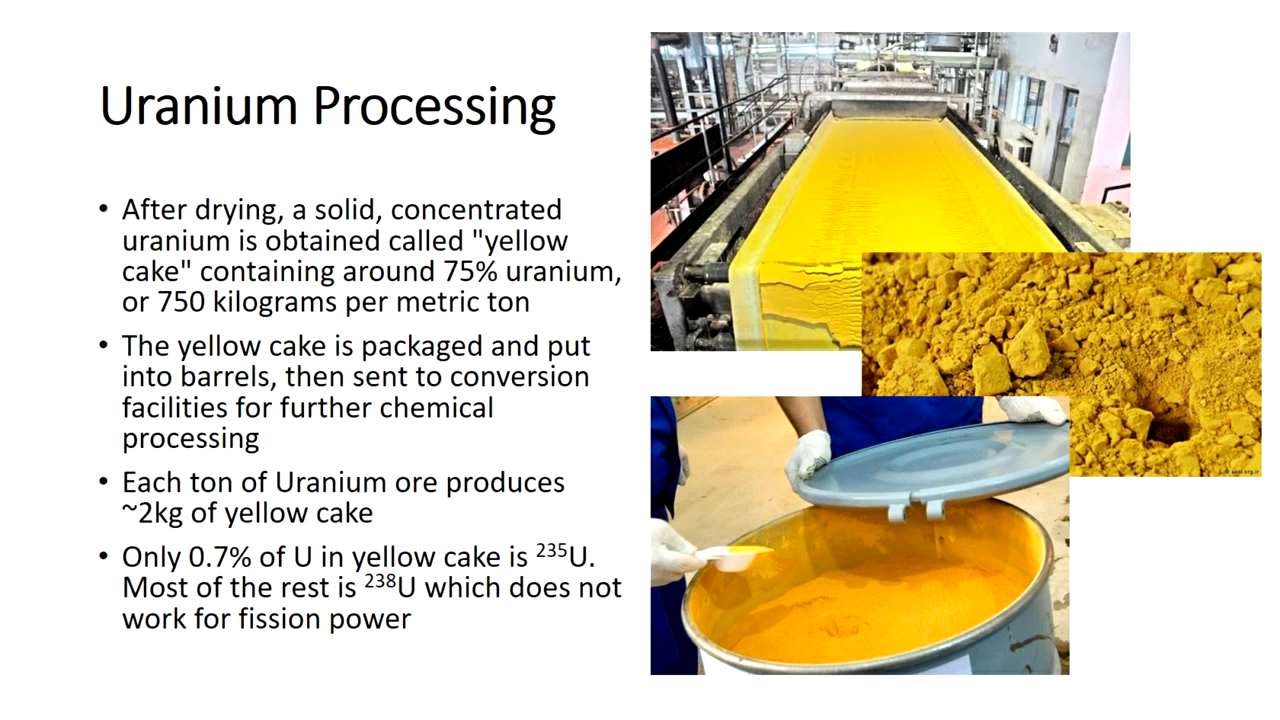 Uranium Processing
• After drying, a solid, concentrated
uranium is obtained called "yellow
cake" containing around 75% uranium,
or 750 kilograms per metric ton
• The yellow cake is packaged and put
into barrels, then sent to conversion
facilities for further chemical
processing
• Each ton of Uranium ore produces
~2kg of yellow cake
• Only 0.7% of U in yellow cake is ²³⁵U.
Most of the rest is ²³⁸U which does not
work for fission power